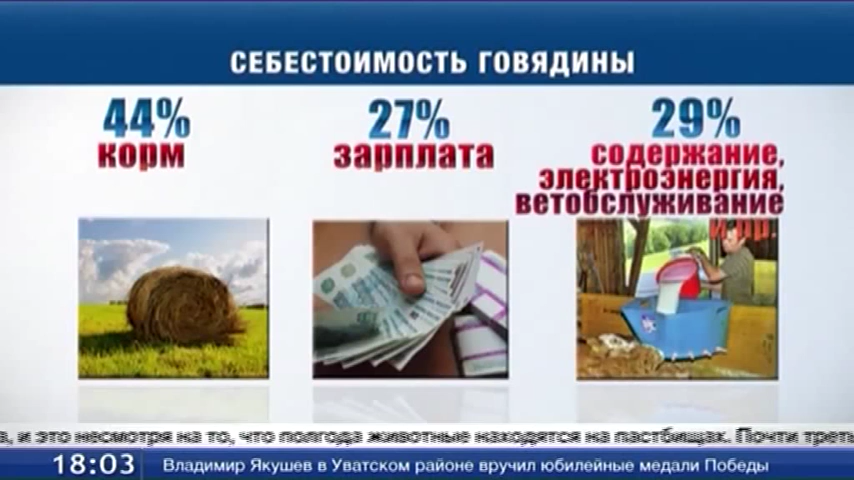 СЕБЕСТОИМОСТЬ ГОВЯДИНЫ
44%
корм
27%
зарплата
29%
содержание,
электроэнергия,
ветобслуживание
и пр.
а, и это несмотря на то, что полгода животные находятся на пастбищах. Почти треть
18:03 Владимир Якушев в Уватском районе вручил юбилейные медали Победы